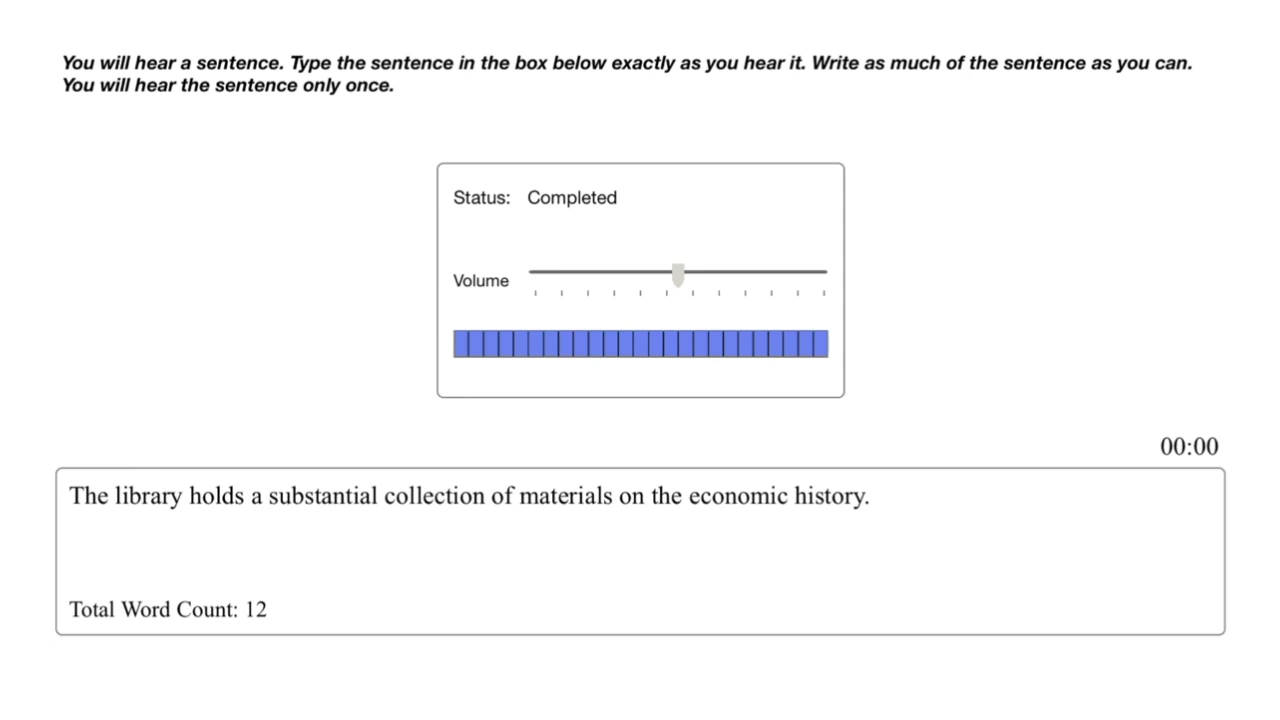 You will hear a sentence. Type the sentence in the box below exactly as you hear it. Write as much of the sentence as you can.
You will hear the sentence only once.
Status: Completed
Volume
00:00
The library holds a substantial collection of materials on the economic history.
Total Word Count: 12